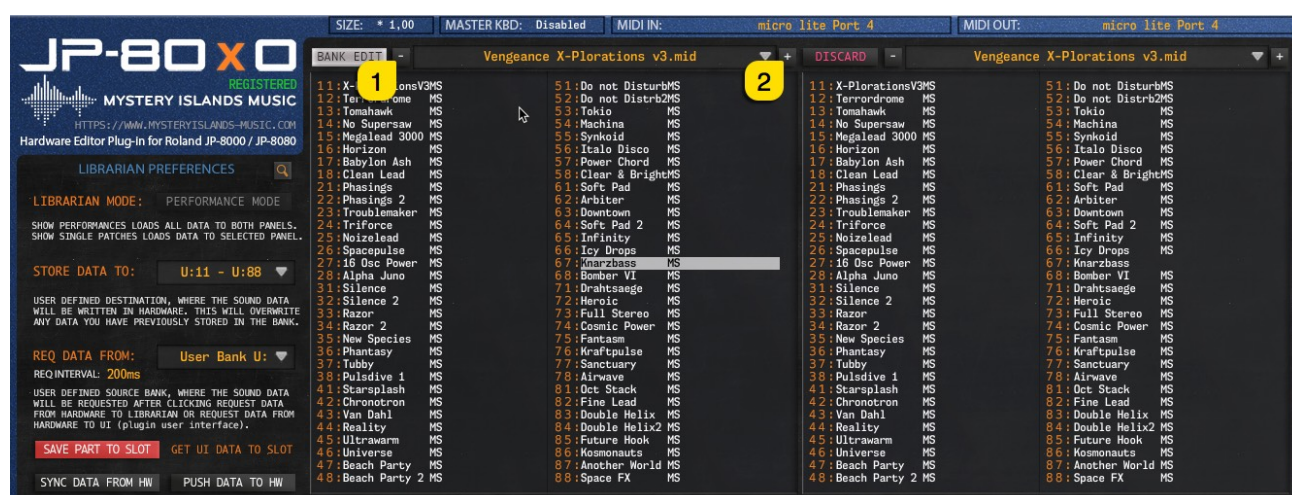 SIZE: * 1,00 MASTER KBD: Disabled MIDI IN: micro lite Port 4 MIDI OUT: micro lite Port 4
JP-80X0
REGISTERED
MYSTERY ISLANDS MUSIC
HTTPS://WWW.MYSTERYISLANDS-MUSIC.COM
Hardware Editor Plug-In for Roland JP-8000 / JP-8080
LIBRARIAN PREFERENCES
LIBRARIAN MODE: PERFORMANCE MODE
SHOW PERFORMANCES LOADS ALL DATA TO BOTH PANELS.
SHOW SINGLE PATCHES LOADS DATA TO SELECTED PANEL.
STORE DATA TO: U:11 - U:88
USER DEFINED DESTINATION, WHERE THE SOUND DATA
WILL BE WRITTEN IN HARDWARE. THIS WILL OVERWRITE
ANY DATA YOU HAVE PREVIOUSLY STORED IN THE BANK.
REQ DATA FROM: User Bank U:
REQ INTERVAL: 200ms
USER DEFINED SOURCE BANK, WHERE THE SOUND DATA
WILL BE REQUESTED AFTER CLICKING REQUEST DATA
FROM HARDWARE TO LIBRARIAN OR REQUEST DATA FROM
HARDWARE TO UI (plugin user interface).
SAVE PART TO SLOT GET UI DATA TO SLOT
SYNC DATA FROM HW PUSH DATA TO HW
BANK EDIT - Vengeance X-Plorations v3.mid +
1
2
11:X- onsV3MS
12:Ter ome MS
13:Tomahawk MS
14:No Supersaw MS
15:Megalead 3000 MS
16:Horizon MS
17:Babylon Ash MS
18:Clean Lead MS
21:Phasings MS
22:Phasings 2 MS
23:Troublemaker MS
24:Triforce MS
25:Noizelead MS
26:Spacepulse MS
27:16 Osc Power MS
28:Alpha Juno MS
31:Silence MS
32:Silence 2 MS
33:Razor MS
34:Razor 2 MS
35:New Species MS
36:Phantasy MS
37:Tubby MS
38:Pulsdive 1 MS
41:Starsplash MS
42:Chronotron MS
43:Van Dahl MS
44:Reality MS
45:Ultrawarm MS
46:Universe MS
47:Beach Party MS
48:Beach Party 2 MS
51:Do not DisturbMS
52:Do not Distrb2MS
53:Tokio MS
54:Machina MS
55:Synkoid MS
56:Italo Disco MS
57:Power Chord MS
58:Clear & BrightMS
61:Soft Pad MS
62:Arbiter MS
63:Downtown MS
64:Soft Pad 2 MS
65:Infinity MS
66:Icy Drops MS
67:Knarzbass MS
68:Bomber VI MS
71:Drahtsaege MS
72:Heroic MS
73:Full Stereo MS
74:Cosmic Power MS
75:Fantasm MS
76:Kraftpulse MS
77:Sanctuary MS
78:Airwave MS
81:Oct Stack MS
82:Fine Lead MS
83:Double Helix MS
84:Double Helix2 MS
85:Future Hook MS
86:Kosmonauts MS
87:Another World MS
88:Space FX MS
DISCARD - Vengeance X-Plorations v3.mid +
11:X-PlorationsV3MS
12:Terrordrome MS
13:Tomahawk MS
14:No Supersaw MS
15:Megalead 3000 MS
16:Horizon MS
17:Babylon Ash MS
18:Clean Lead MS
21:Phasings MS
22:Phasings 2 MS
23:Troublemaker MS
24:Triforce MS
25:Noizelead MS
26:Spacepulse MS
27:16 Osc Power MS
28:Alpha Juno MS
31:Silence MS
32:Silence 2 MS
33:Razor MS
34:Razor 2 MS
35:New Species MS
36:Phantasy MS
37:Tubby MS
38:Pulsdive 1 MS
41:Starsplash MS
42:Chronotron MS
43:Van Dahl MS
44:Reality MS
45:Ultrawarm MS
46:Universe MS
47:Beach Party MS
48:Beach Party 2 MS
51:Do not DisturbMS
52:Do not Distrb2MS
53:Tokio MS
54:Machina MS
55:Synkoid MS
56:Italo Disco MS
57:Power Chord MS
58:Clear & BrightMS
61:Soft Pad MS
62:Arbiter MS
63:Downtown MS
64:Soft Pad 2 MS
65:Infinity MS
66:Icy Drops MS
67:Knarzbass
68:Bomber VI MS
71:Drahtsaege MS
72:Heroic MS
73:Full Stereo MS
74:Cosmic Power MS
75:Fantasm MS
76:Kraftpulse MS
77:Sanctuary MS
78:Airwave MS
81:Oct Stack MS
82:Fine Lead MS
83:Double Helix MS
84:Double Helix2 MS
85:Future Hook MS
86:Kosmonauts MS
87:Another World MS
88:Space FX MS